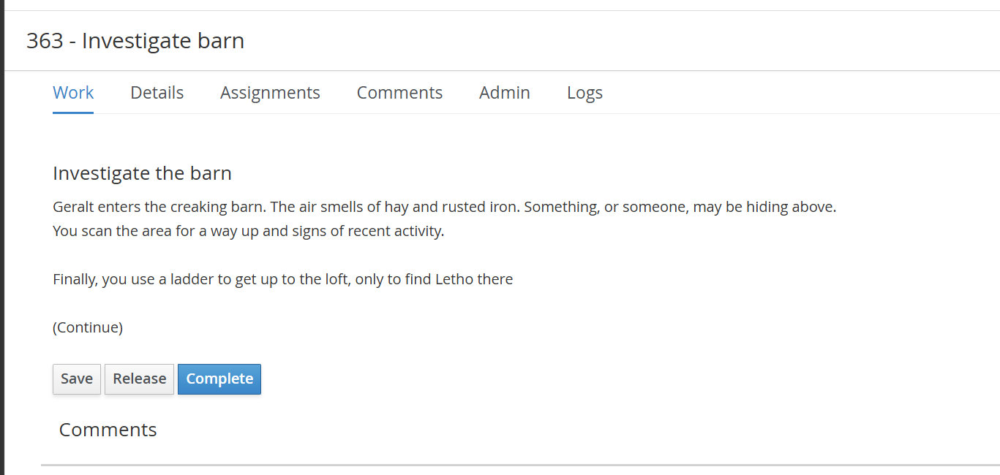 363 - Investigate barn
Work Details Assignments Comments Admin Logs
Investigate the barn
Geralt enters the creaking barn. The air smells of hay and rusted iron. Something, or someone, may be hiding above.
You scan the area for a way up and signs of recent activity.
Finally, you use a ladder to get up to the loft, only to find Letho there
(Continue)
Save Release Complete
Comments